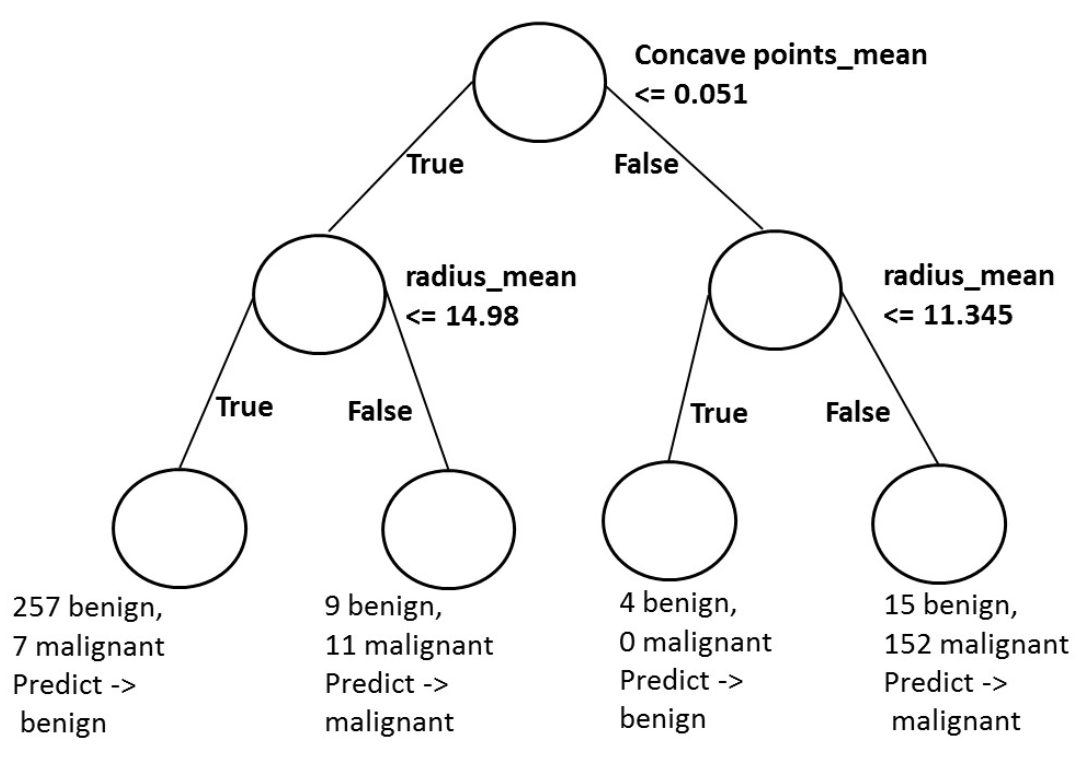 Concave points_mean
<= 0.051
True
False
radius_mean
<= 14.98
radius_mean
<= 11.345
True
False
True
False
257 benign,
7 malignant
Predict ->
benign
9 benign,
11 malignant
Predict ->
malignant
4 benign,
0 malignant
Predict ->
benign
15 benign,
152 malignant
Predict ->
malignant